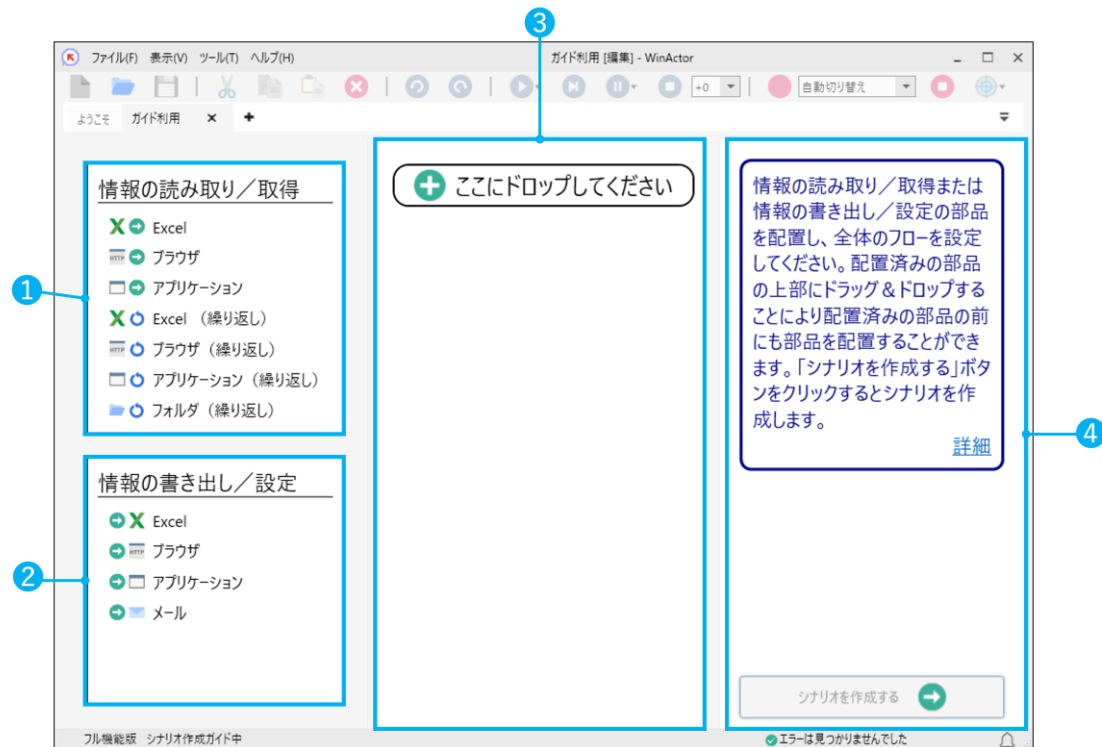 3
ファイル(F) 表示(V) ツール(T) ヘルプ(H) ガイド利用 [編集] - WinActor
+0 自動切り替え
ようこそ ガイド利用
1
情報の読み取り／取得
Excel
HTTP ブラウザ
アプリケーション
Excel （繰り返し）
HTTP ブラウザ（繰り返し）
アプリケーション（繰り返し）
フォルダ（繰り返し）
2
情報の書き出し／設定
Excel
HTTP ブラウザ
アプリケーション
メール
ここにドロップしてください
4
情報の読み取り／取得または
情報の書き出し／設定の部品
を配置し、全体のフローを設定
してください。配置済みの部品
の上部にドラッグ＆ドロップする
ことにより配置済みの部品の前
にも部品を配置することができ
ます。「シナリオを作成する」ボタ
ンをクリックするとシナリオを作
成します。
詳細
シナリオを作成する
フル機能版 シナリオ作成ガイド中 エラーは見つかりませんでした